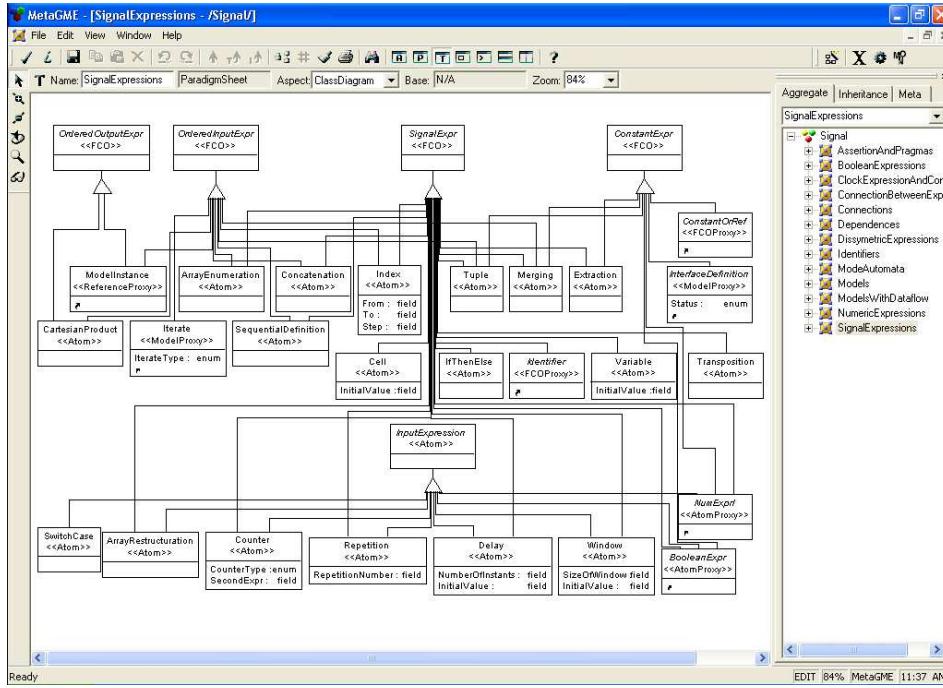 MetaGME - [SignalExpressions - /Signal/]
File Edit View Window Help
Name: SignalExpressions ParadigmSheet Aspect: ClassDiagram Base: N/A Zoom: 84%
Aggregate Inheritance Meta
SignalExpressions
Signal
AssertionAndPragmas
BooleanExpressions
ClockExpressionAndCon
ConnectionBetweenExp
Connections
Dependences
DissymetricExpressions
Identifiers
ModeAutomata
Models
ModelsWithDataflow
NumericExpressions
SignalExpressions
OrderedOutputExpr
<<FCO>>
OrderedInputExpr
<<FCO>>
SignalExpr
<<FCO>>
ConstantExpr
<<FCO>>
ConstantOrRef
<<FCOProxy>>
ModelInstance
<<ReferenceProxy>>
ArrayEnumeration
<<Atom>>
Concatenation
<<Atom>>
Index
<<Atom>>
From : field
To : field
Step : field
Tuple
<<Atom>>
Merging
<<Atom>>
Extraction
<<Atom>>
InterfaceDefinition
<<ModelProxy>>
Status : enum
CartesianProduct
<<Atom>>
Iterate
<<ModelProxy>>
IterateType : enum
SequentialDefinition
<<Atom>>
Cell
<<Atom>>
InitialValue :field
IfThenElse
<<Atom>>
Identifier
<<FCOProxy>>
Variable
<<Atom>>
InitialValue :field
Transposition
<<Atom>>
InputExpression
<<Atom>>
NumExprl
<<AtomProxy>>
SwitchCase
<<Atom>>
ArrayRestructuration
<<Atom>>
Counter
<<Atom>>
CounterType :enum
SecondExpr : field
Repetition
<<Atom>>
RepetitionNumber : field
Delay
<<Atom>>
NumberOfInstants : field
InitialValue : field
Window
<<Atom>>
SizeOfWindow field
InitialValue : field
BooleanExpr
<<AtomProxy>>
Ready
EDIT 84% MetaGME 11:37 AM